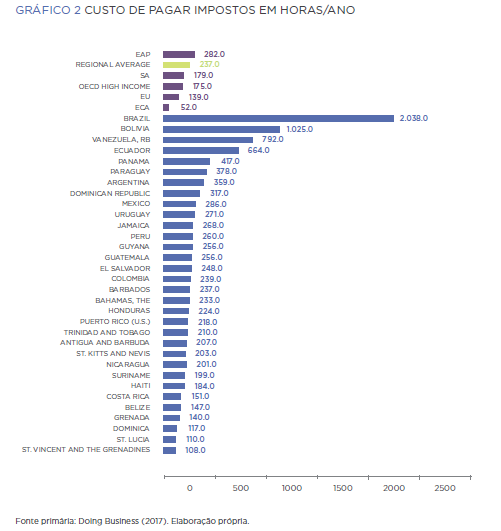 GRÁFICO 2 CUSTO DE PAGAR IMPOSTOS EM HORAS/ANO
EAP 282.0
REGIONAL AVERAGE 237.0
SA 179.0
OECD HIGH INCOME 175.0
EU 139.0
ECA 52.0
BRAZIL 2.038.0
BOLIVIA 1.025.0
VANEZUELA, RB 792.0
ECUADOR 664.0
PANAMA 417.0
PARAGUAY 378.0
ARGENTINA 359.0
DOMINICAN REPUBLIC 317.0
MEXICO 286.0
URUGUAY 271.0
JAMAICA 268.0
PERU 260.0
GUYANA 256.0
GUATEMALA 256.0
EL SALVADOR 248.0
COLOMBIA 239.0
BARBADOS 237.0
BAHAMAS, THE 233.0
HONDURAS 224.0
PUERTO RICO (U.S.) 218.0
TRINIDAD AND TOBAGO 210.0
ANTIGUA AND BARBUDA 207.0
ST. KITTS AND NEVIS 203.0
NICARAGUA 201.0
SURINAME 199.0
HAITI 184.0
COSTA RICA 151.0
BELIZE 147.0
GRENADA 140.0
DOMINICA 117.0
ST. LUCIA 110.0
ST. VINCENT AND THE GRENADINES 108.0
0 500 1000 1500 2000 2500
Fonte primária: Doing Business (2017). Elaboração própria.